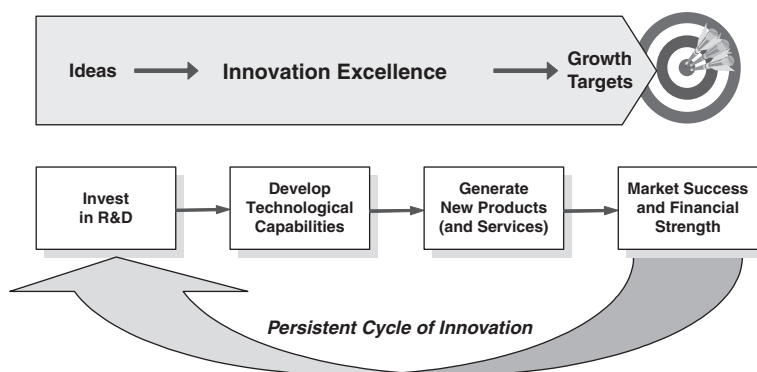 Ideas
Innovation Excellence
Growth
Targets
Invest
in R&D
Develop
Technological
Capabilities
Generate
New Products
(and Services)
Market Success
and Financial
Strength
Persistent Cycle of Innovation